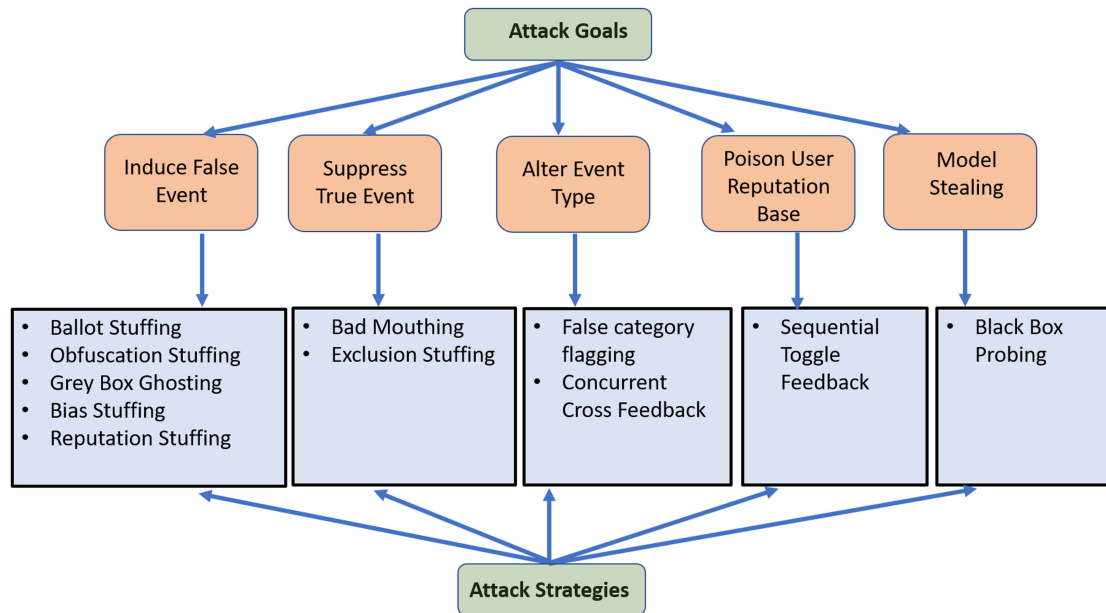 Attack Goals
Induce False
Event
Suppress
True Event
Alter Event
Type
Poison User
Reputation
Base
Model
Stealing
• Ballot Stuffing
• Obfuscation Stuffing
• Grey Box Ghosting
• Bias Stuffing
• Reputation Stuffing
• Bad Mouthing
• Exclusion Stuffing
• False category
flagging
• Concurrent
Cross Feedback
• Sequential
Toggle
Feedback
• Black Box
Probing
Attack Strategies